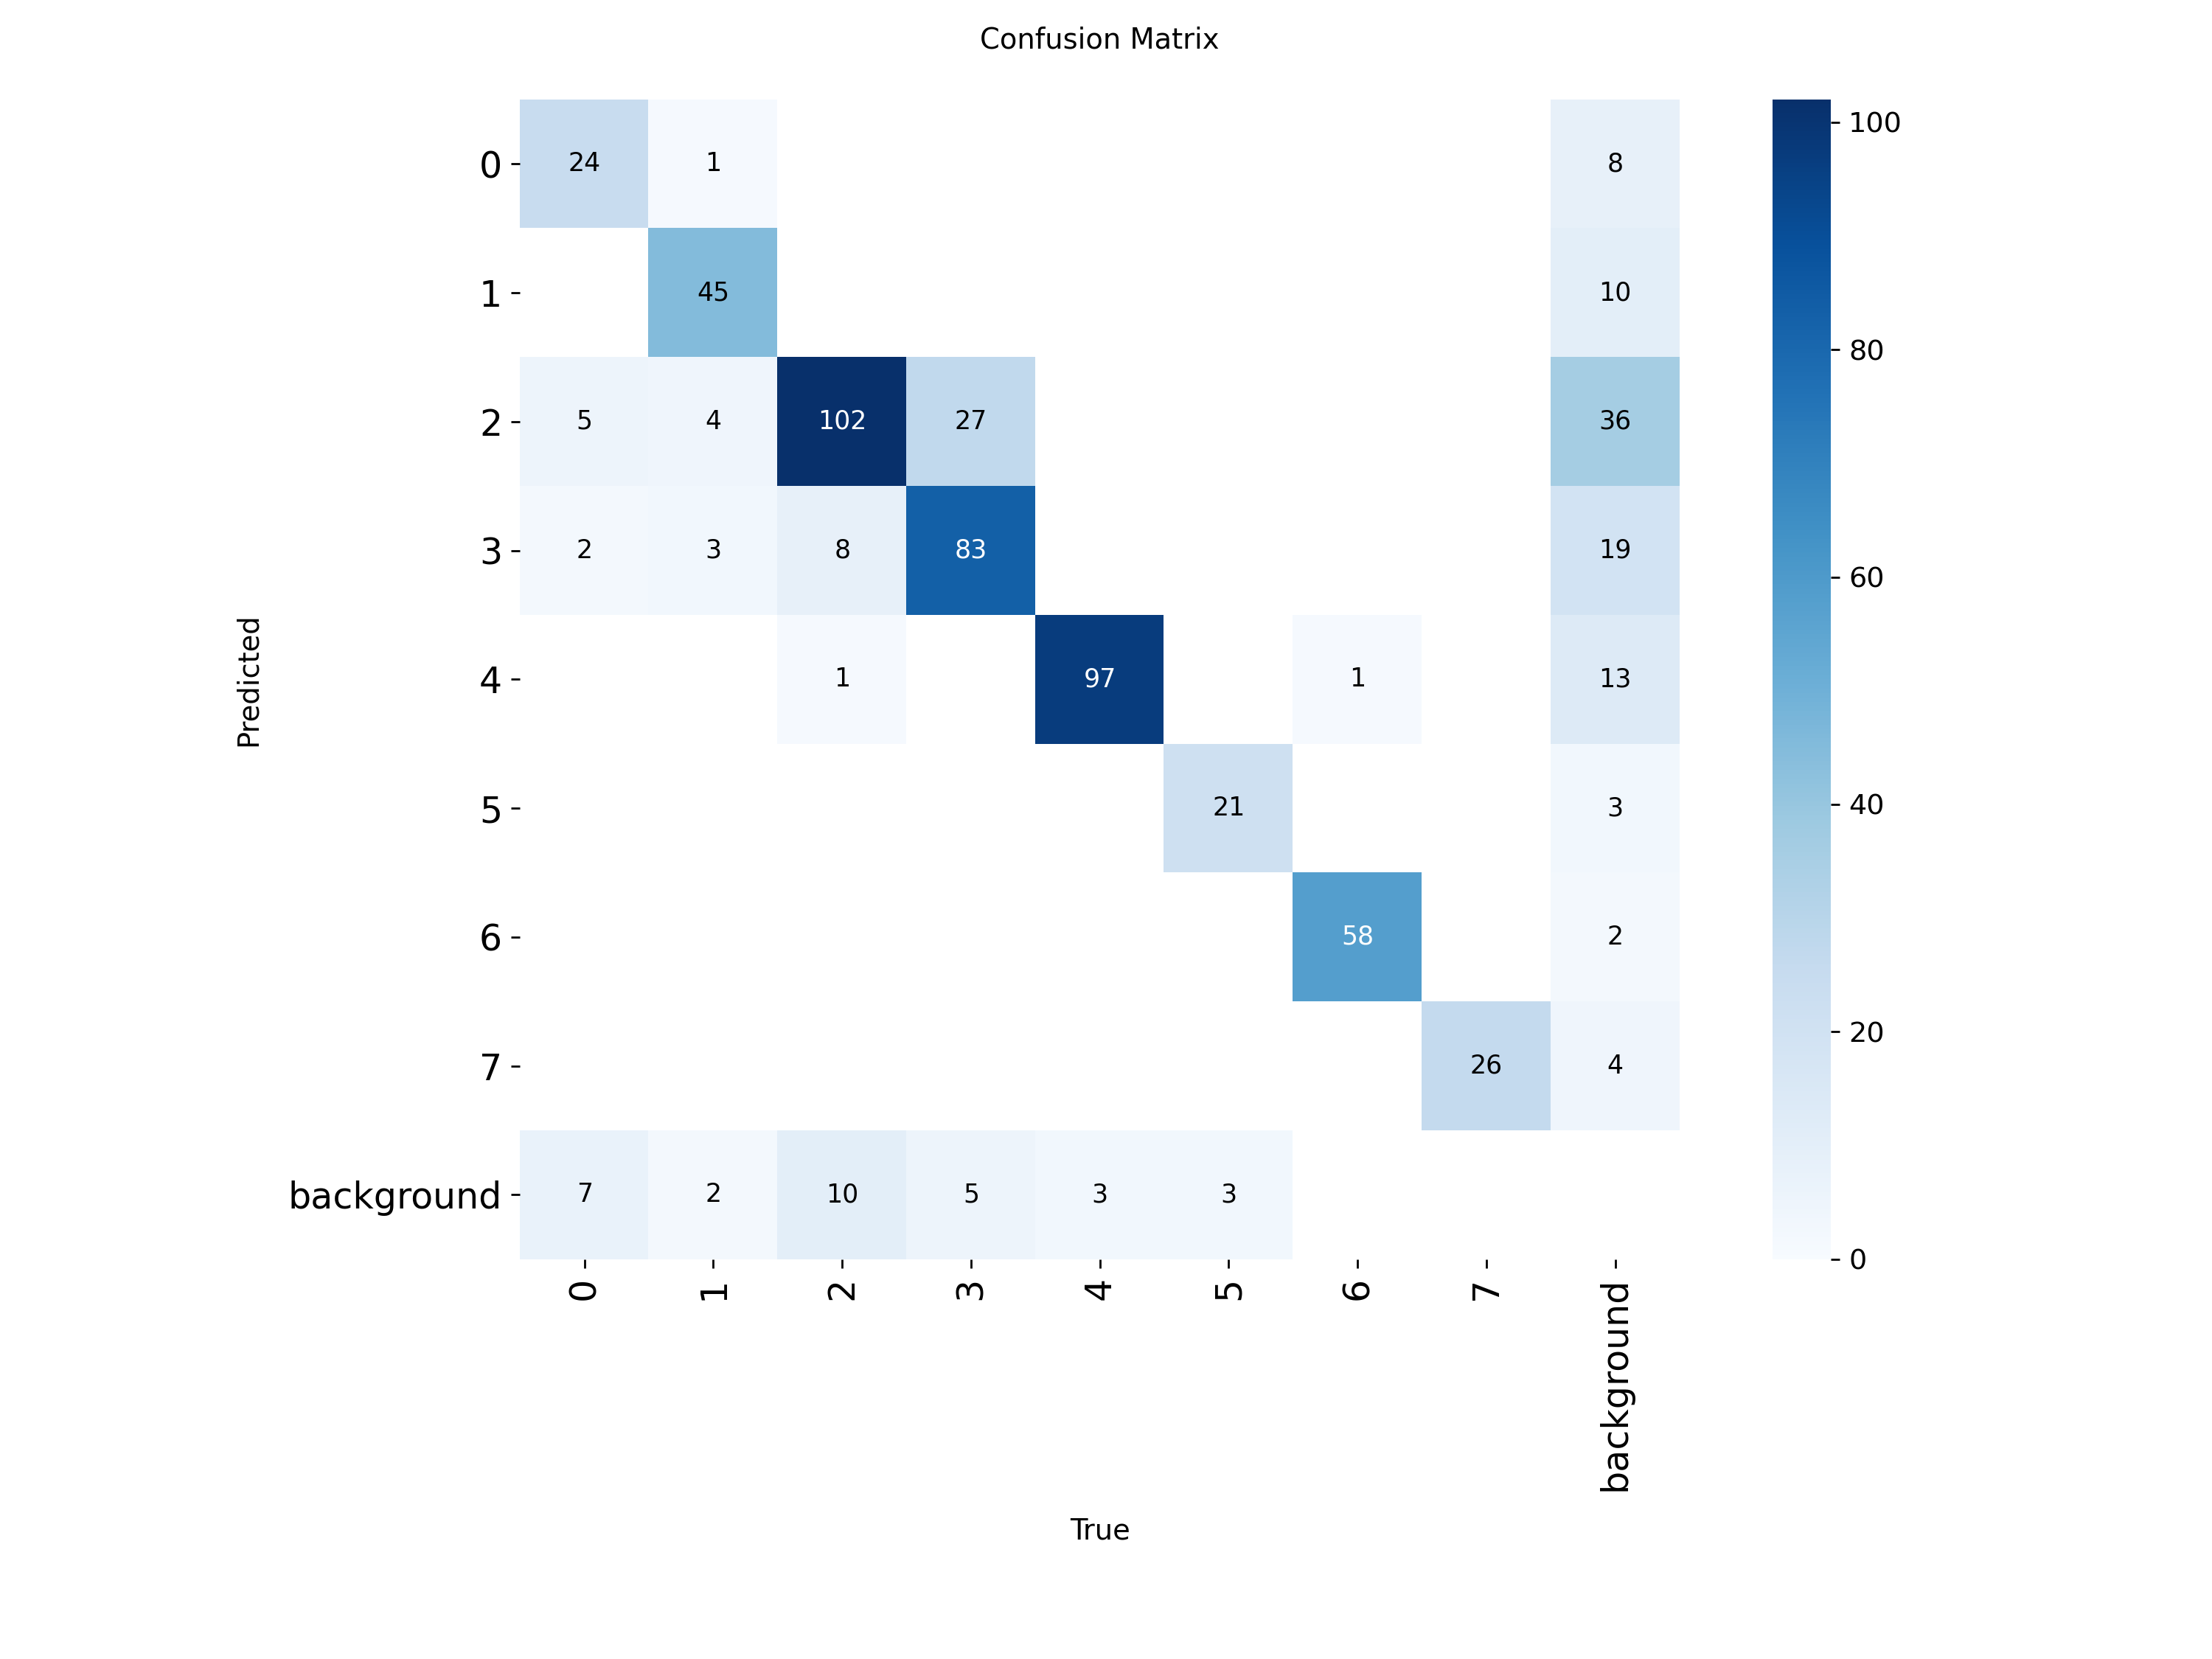 Confusion Matrix
0 24 1 8 100
1 45 10
2 5 4 102 27 36 80
3 2 3 8 83 19 60
Predicted
4 1 97 1 13
5 21 3 40
6 58 2
7 26 4 20
background 7 2 10 5 3 3
0
0 1 2 3 4 5 6 7 background
True